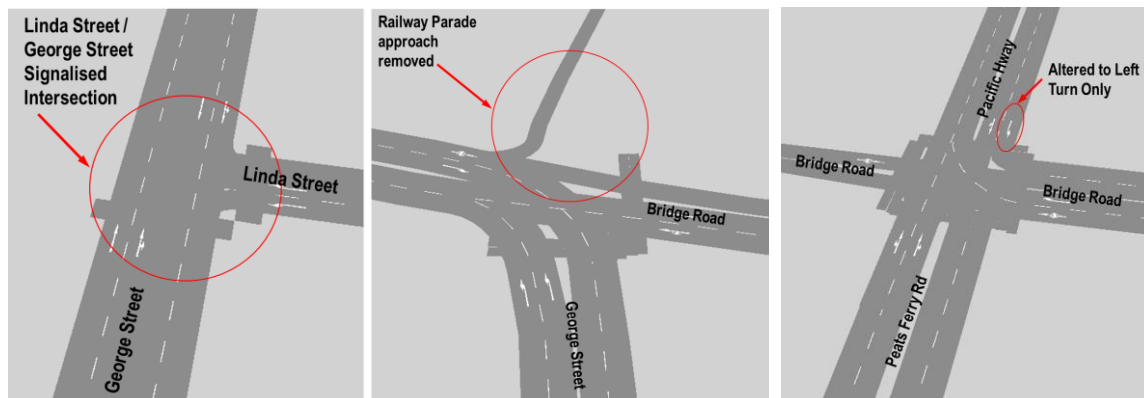 Linda Street /
George Street
Signalised
Intersection
Linda Street
George Street
Railway Parade
approach
removed
Bridge Road
George Street
Pacific Hway
Altered to Left
Turn Only
Bridge Road
Bridge Road
Peats Ferry Rd